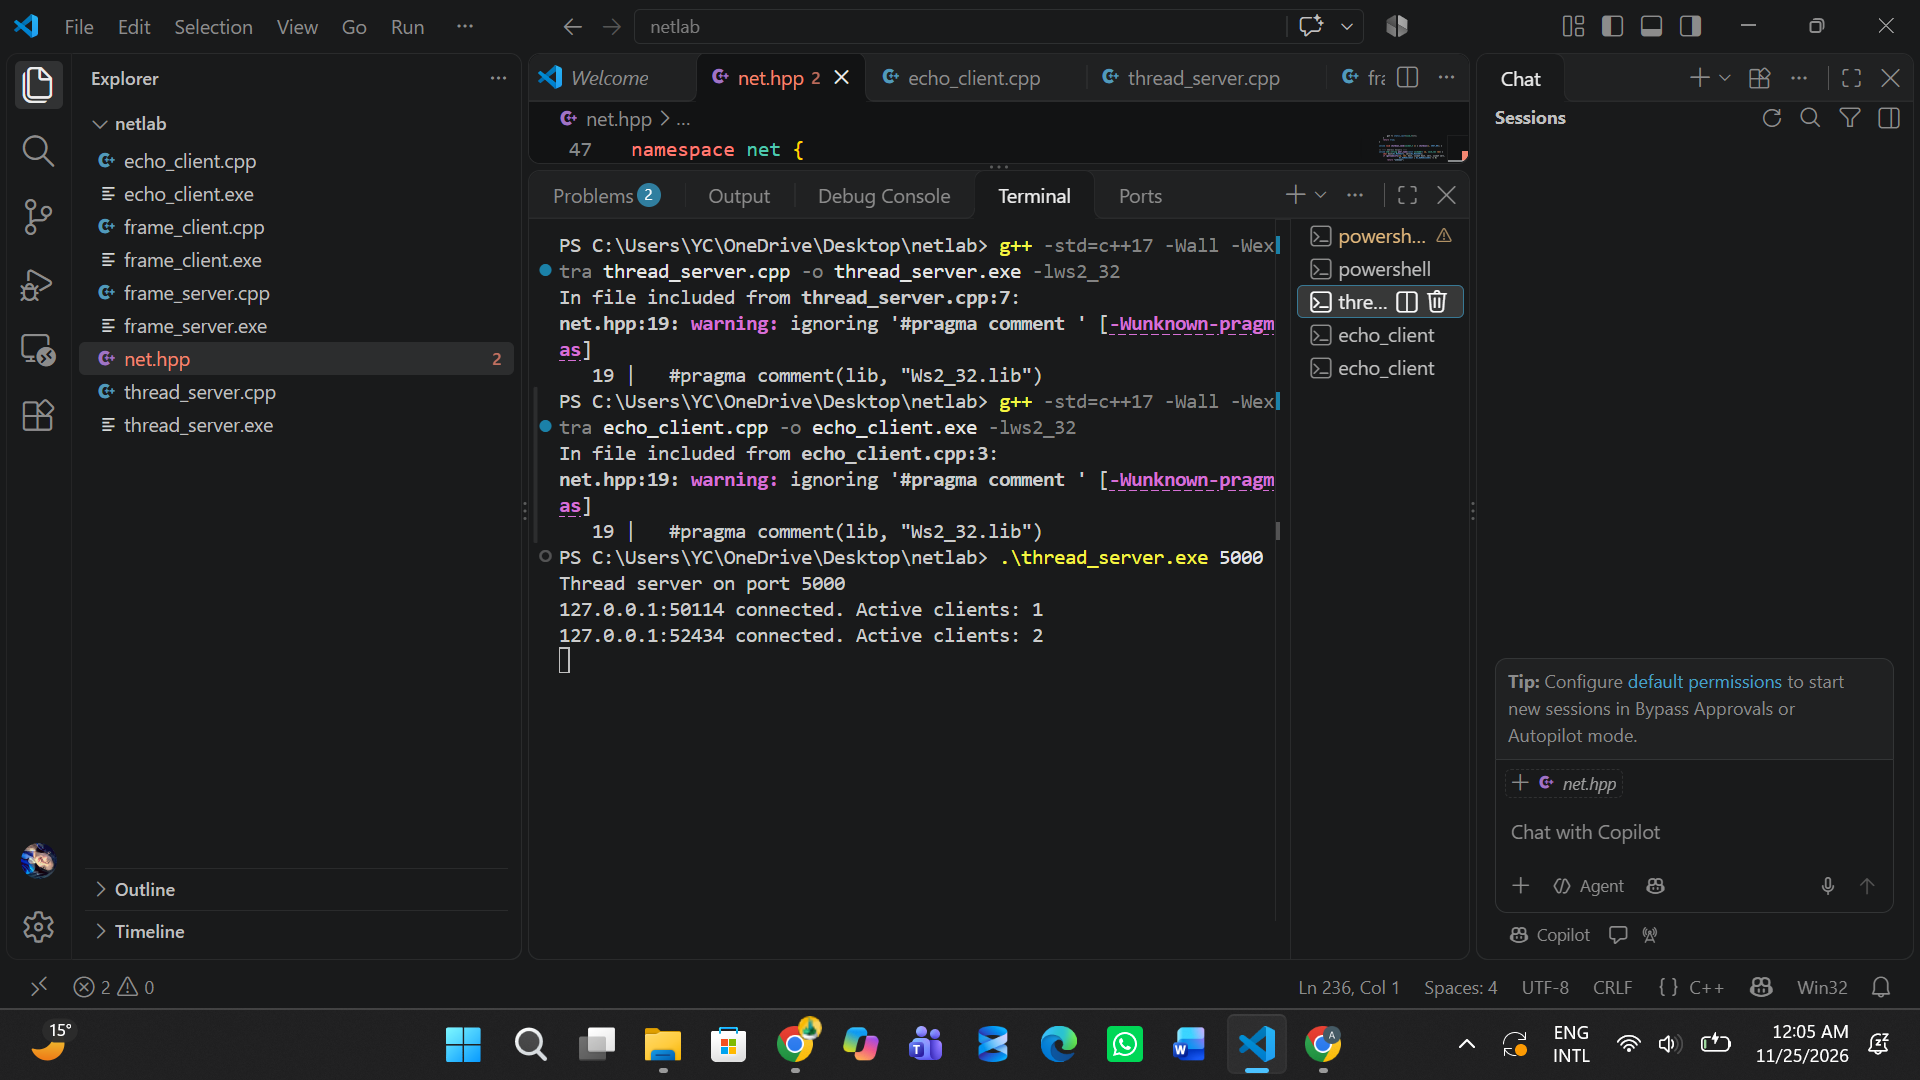 File Edit Selection View Go Run ···
netlab
Explorer
netlab
echo_client.cpp
echo_client.exe
frame_client.cpp
frame_client.exe
frame_server.cpp
frame_server.exe
net.hpp 2
thread_server.cpp
thread_server.exe
Outline
Timeline
Welcome net.hpp 2 echo_client.cpp thread_server.cpp fra
net.hpp > ...
47 namespace net {
Problems 2 Output Debug Console Terminal Ports
PS C:\Users\YC\OneDrive\Desktop\netlab> g++ -std=c++17 -Wall -Wex
tra thread_server.cpp -o thread_server.exe -lws2_32
In file included from thread_server.cpp:7:
net.hpp:19: warning: ignoring '#pragma comment ' [-Wunknown-pragm
as]
19 | #pragma comment(lib, "Ws2_32.lib")
PS C:\Users\YC\OneDrive\Desktop\netlab> g++ -std=c++17 -Wall -Wex
tra echo_client.cpp -o echo_client.exe -lws2_32
In file included from echo_client.cpp:3:
net.hpp:19: warning: ignoring '#pragma comment ' [-Wunknown-pragm
as]
19 | #pragma comment(lib, "Ws2_32.lib")
PS C:\Users\YC\OneDrive\Desktop\netlab> .\thread_server.exe 5000
Thread server on port 5000
127.0.0.1:50114 connected. Active clients: 1
127.0.0.1:52434 connected. Active clients: 2
powersh...
powershell
thre...
echo_client
echo_client
Chat
Sessions
Tip: Configure default permissions to start
new sessions in Bypass Approvals or
Autopilot mode.
net.hpp
Chat with Copilot
Agent
Copilot
2 0
Ln 236, Col 1 Spaces: 4 UTF-8 CRLF { } C++ Win32
15°
ENG
INTL
12:05 AM
11/25/2026